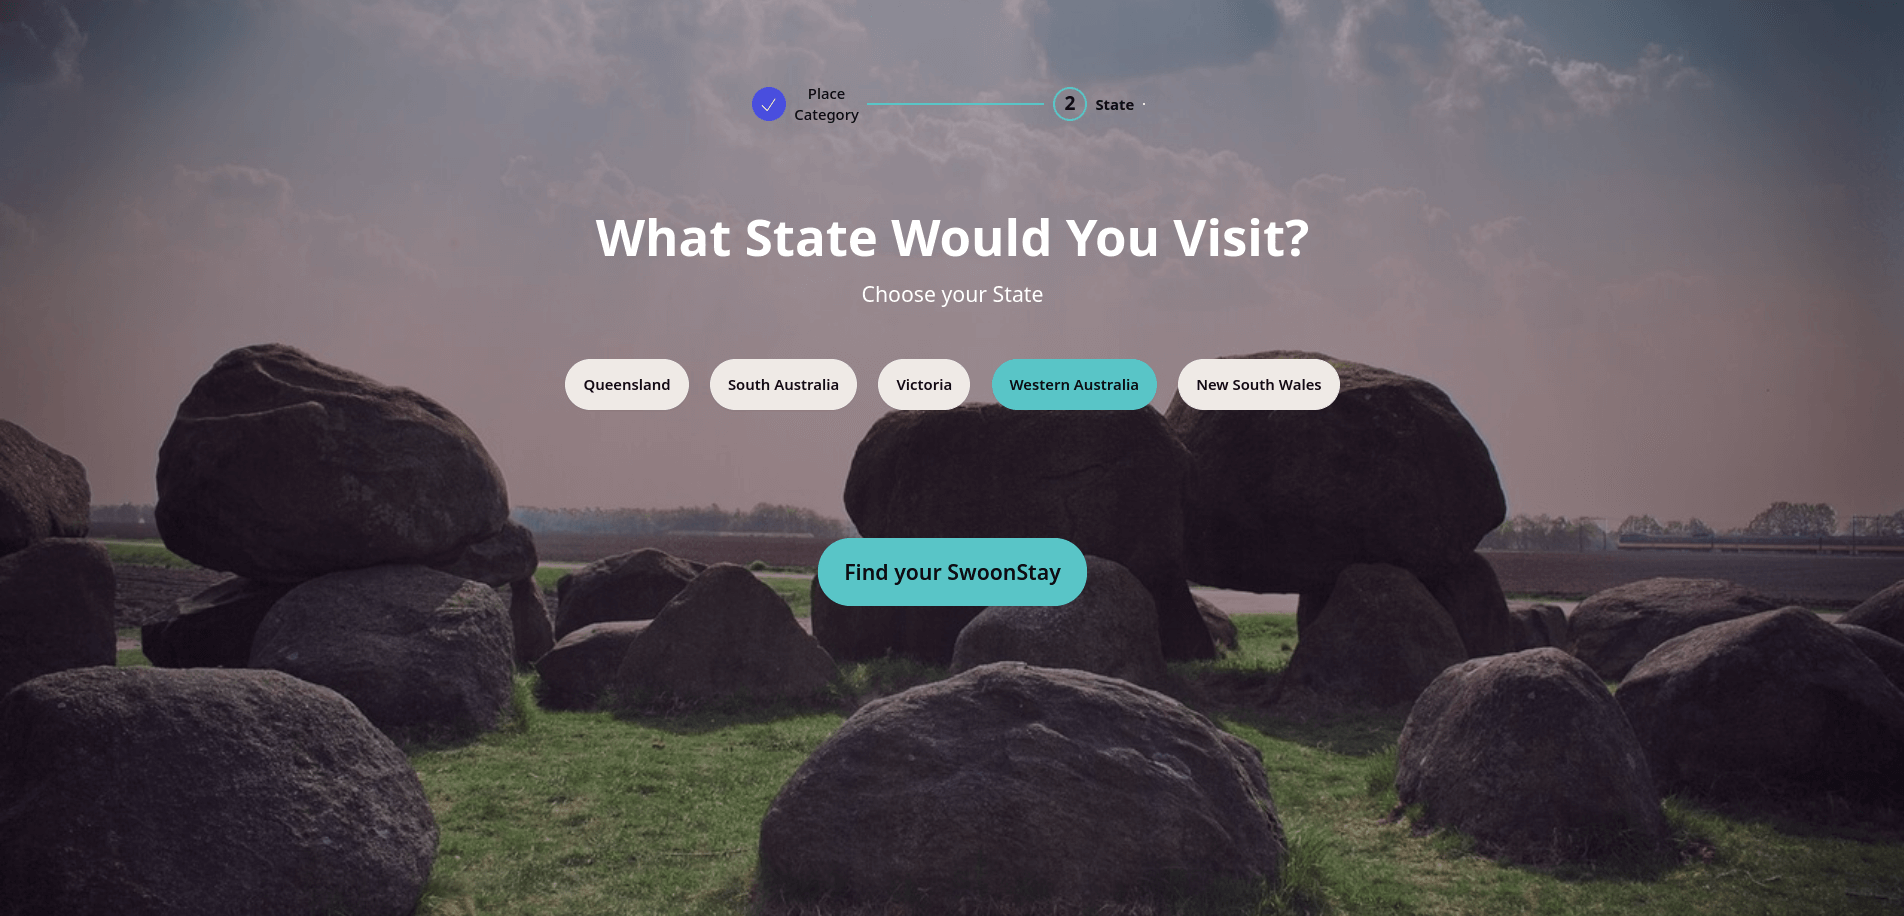 Place
Category
2 State
What State Would You Visit?
Choose your State
Queensland South Australia Victoria Western Australia New South Wales
Find your SwoonStay